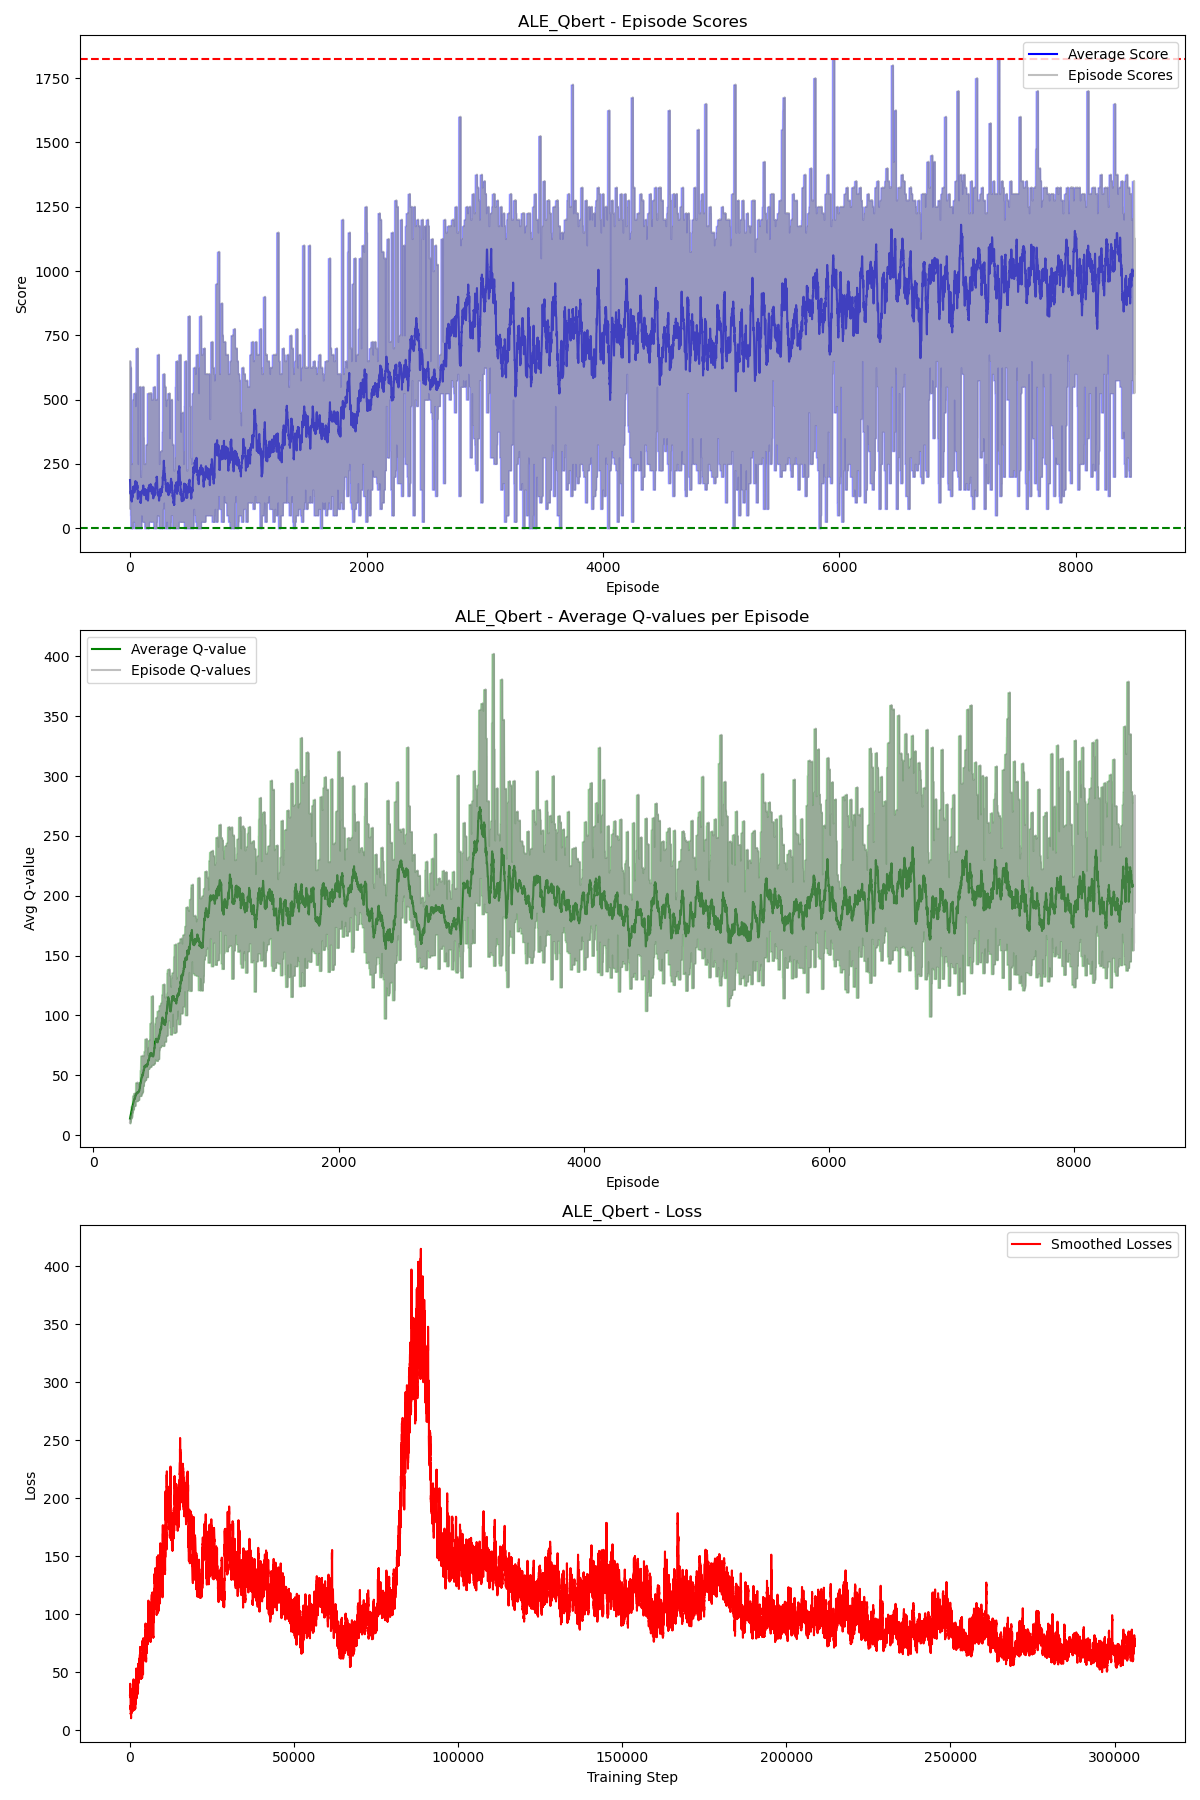 ALE_Qbert - Episode Scores
Average Score
Episode Scores
1750
1500
1250
1000
750
500
250
0
Score
0 2000 4000 6000 8000
Episode
ALE_Qbert - Average Q-values per Episode
Average Q-value
Episode Q-values
400
350
300
250
200
150
100
50
0
Avg Q-value
0 2000 4000 6000 8000
Episode
ALE_Qbert - Loss
Smoothed Losses
400
350
300
250
200
150
100
50
0
Loss
0 50000 100000 150000 200000 250000 300000
Training Step